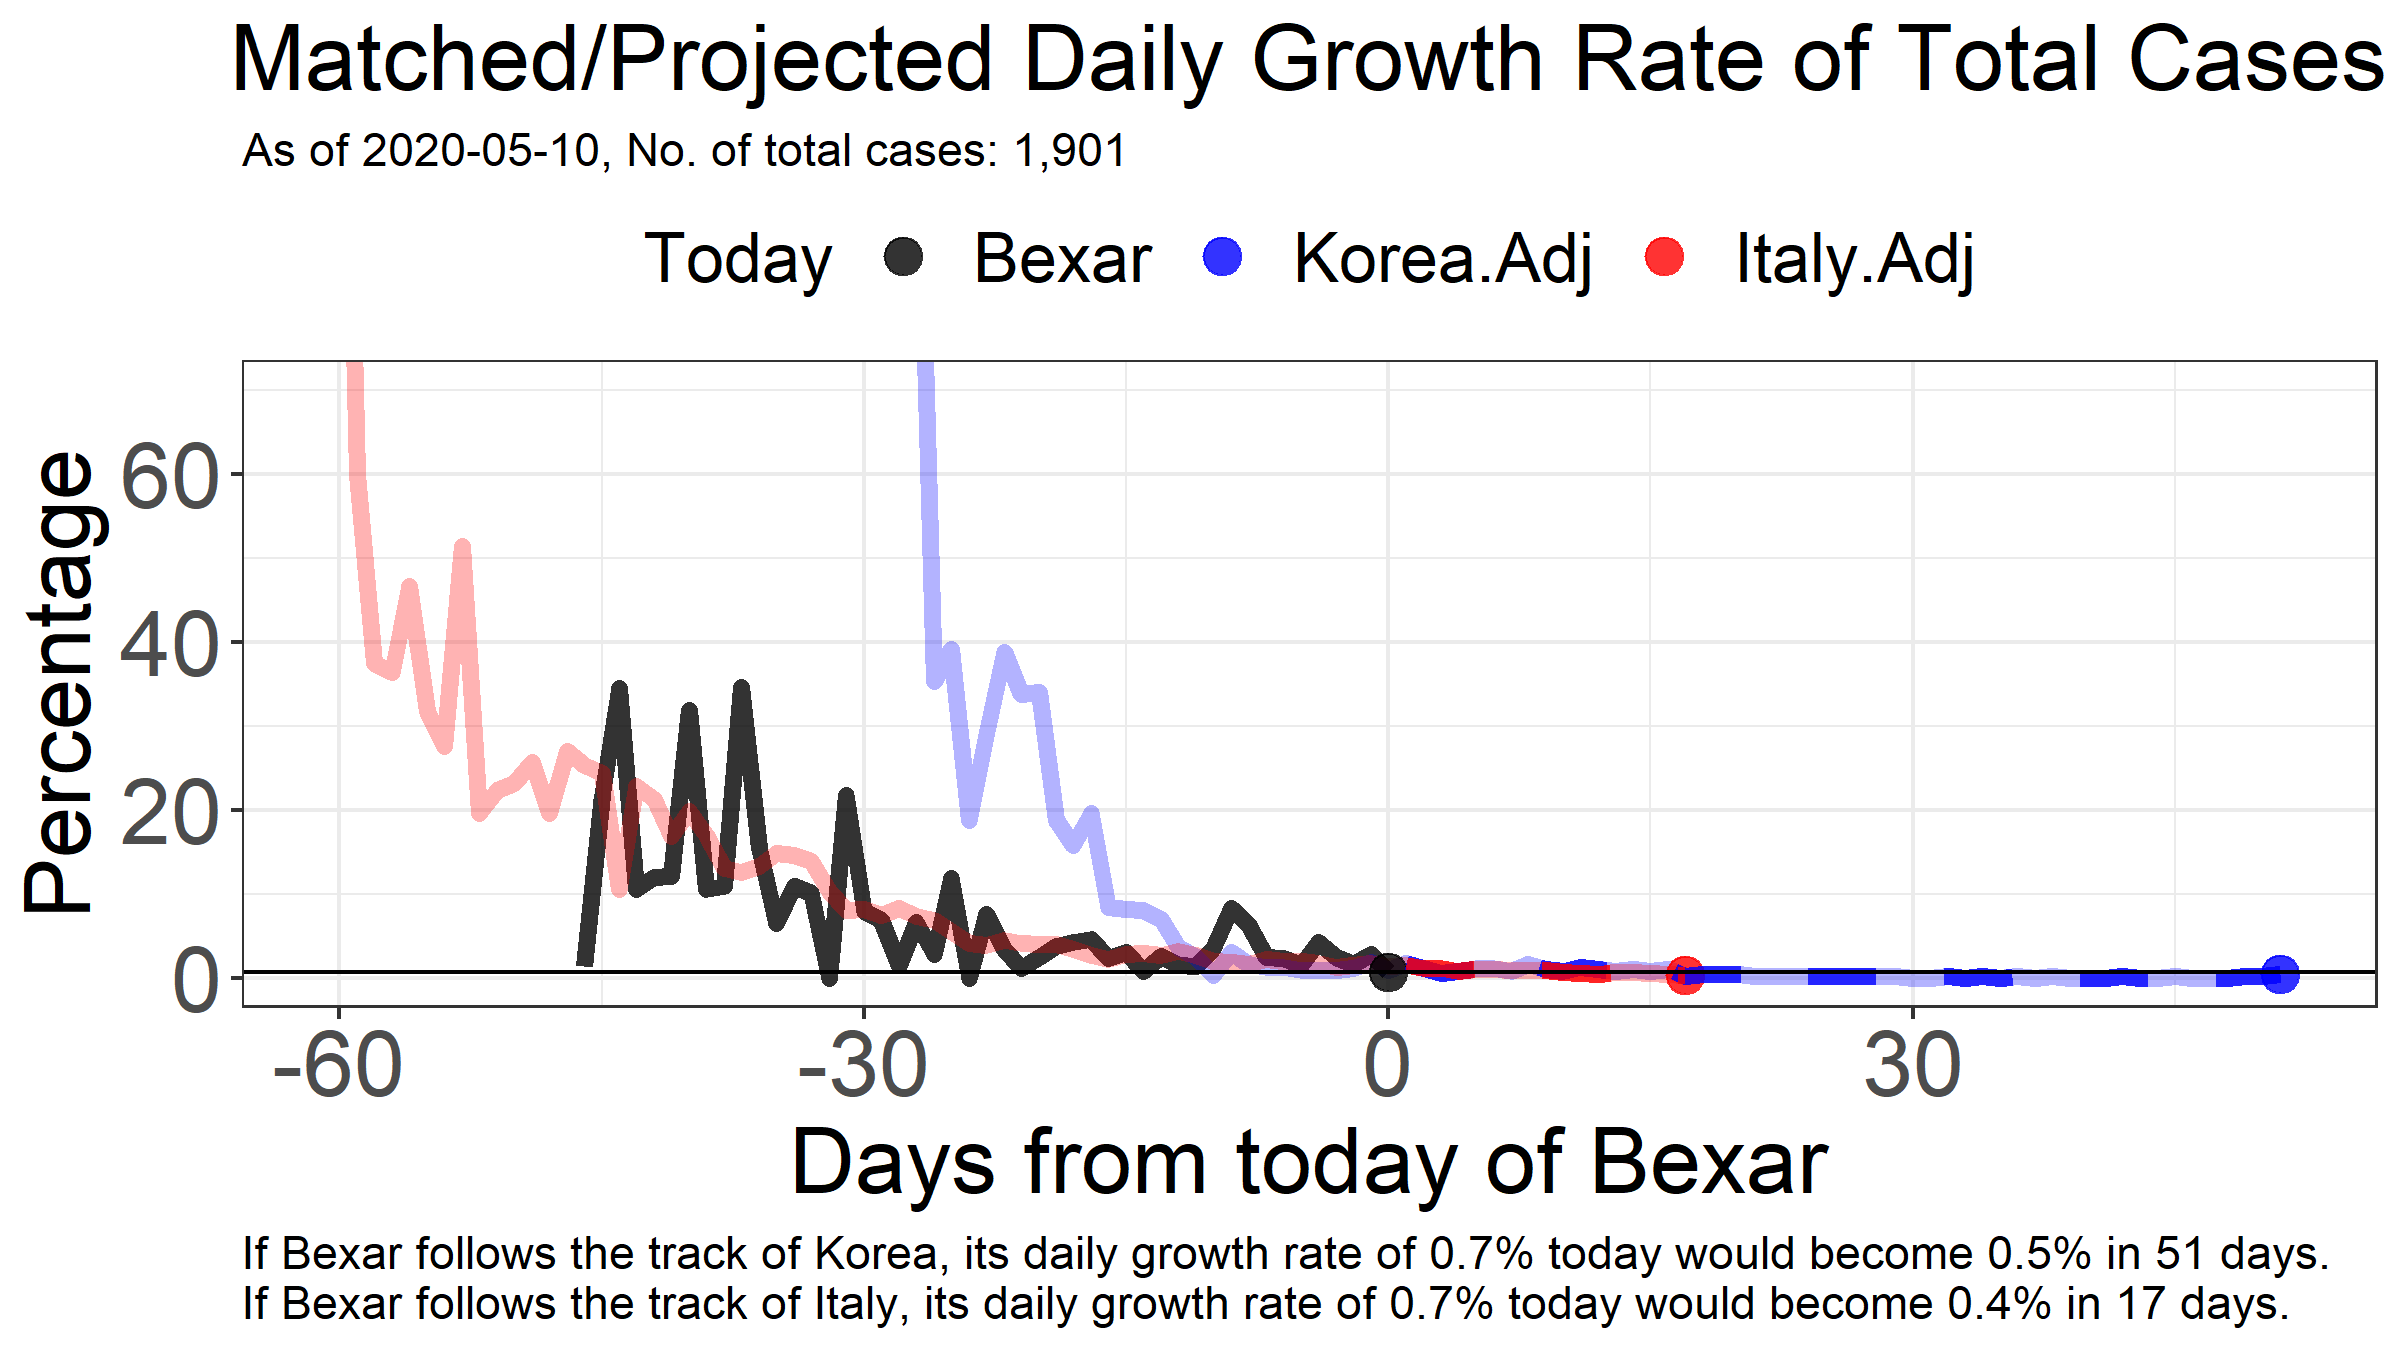 Matched/Projected Daily Growth Rate of Total Cases
As of 2020-05-10, No. of total cases: 1,901
Today Bexar Korea.Adj Italy.Adj
Percentage
60
40
20
0
-60 -30 0 30
Days from today of Bexar
If Bexar follows the track of Korea, its daily growth rate of 0.7% today would become 0.5% in 51 days.
If Bexar follows the track of Italy, its daily growth rate of 0.7% today would become 0.4% in 17 days.